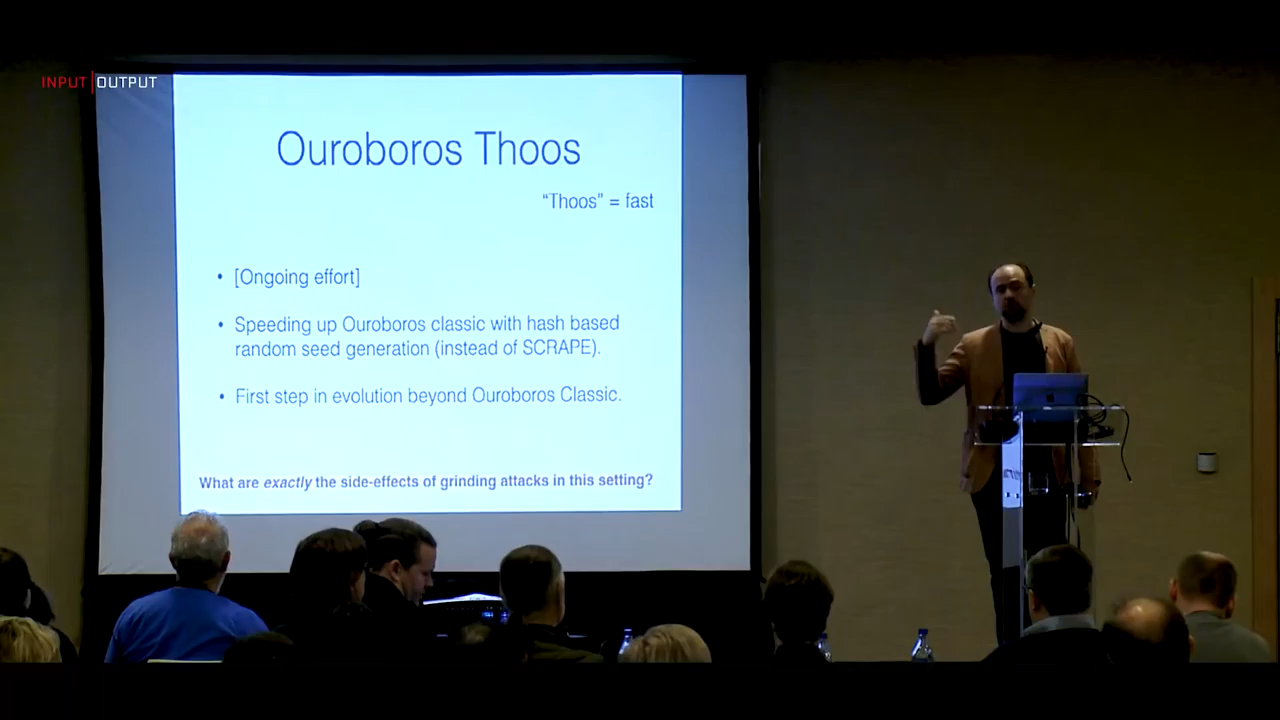 INPUT|OUTPUT
Ouroboros Thoos
“Thoos” = fast
• [Ongoing effort]
• Speeding up Ouroboros classic with hash based
random seed generation (instead of SCRAPE).
• First step in evolution beyond Ouroboros Classic.
What are exactly the side-effects of grinding attacks in this setting?